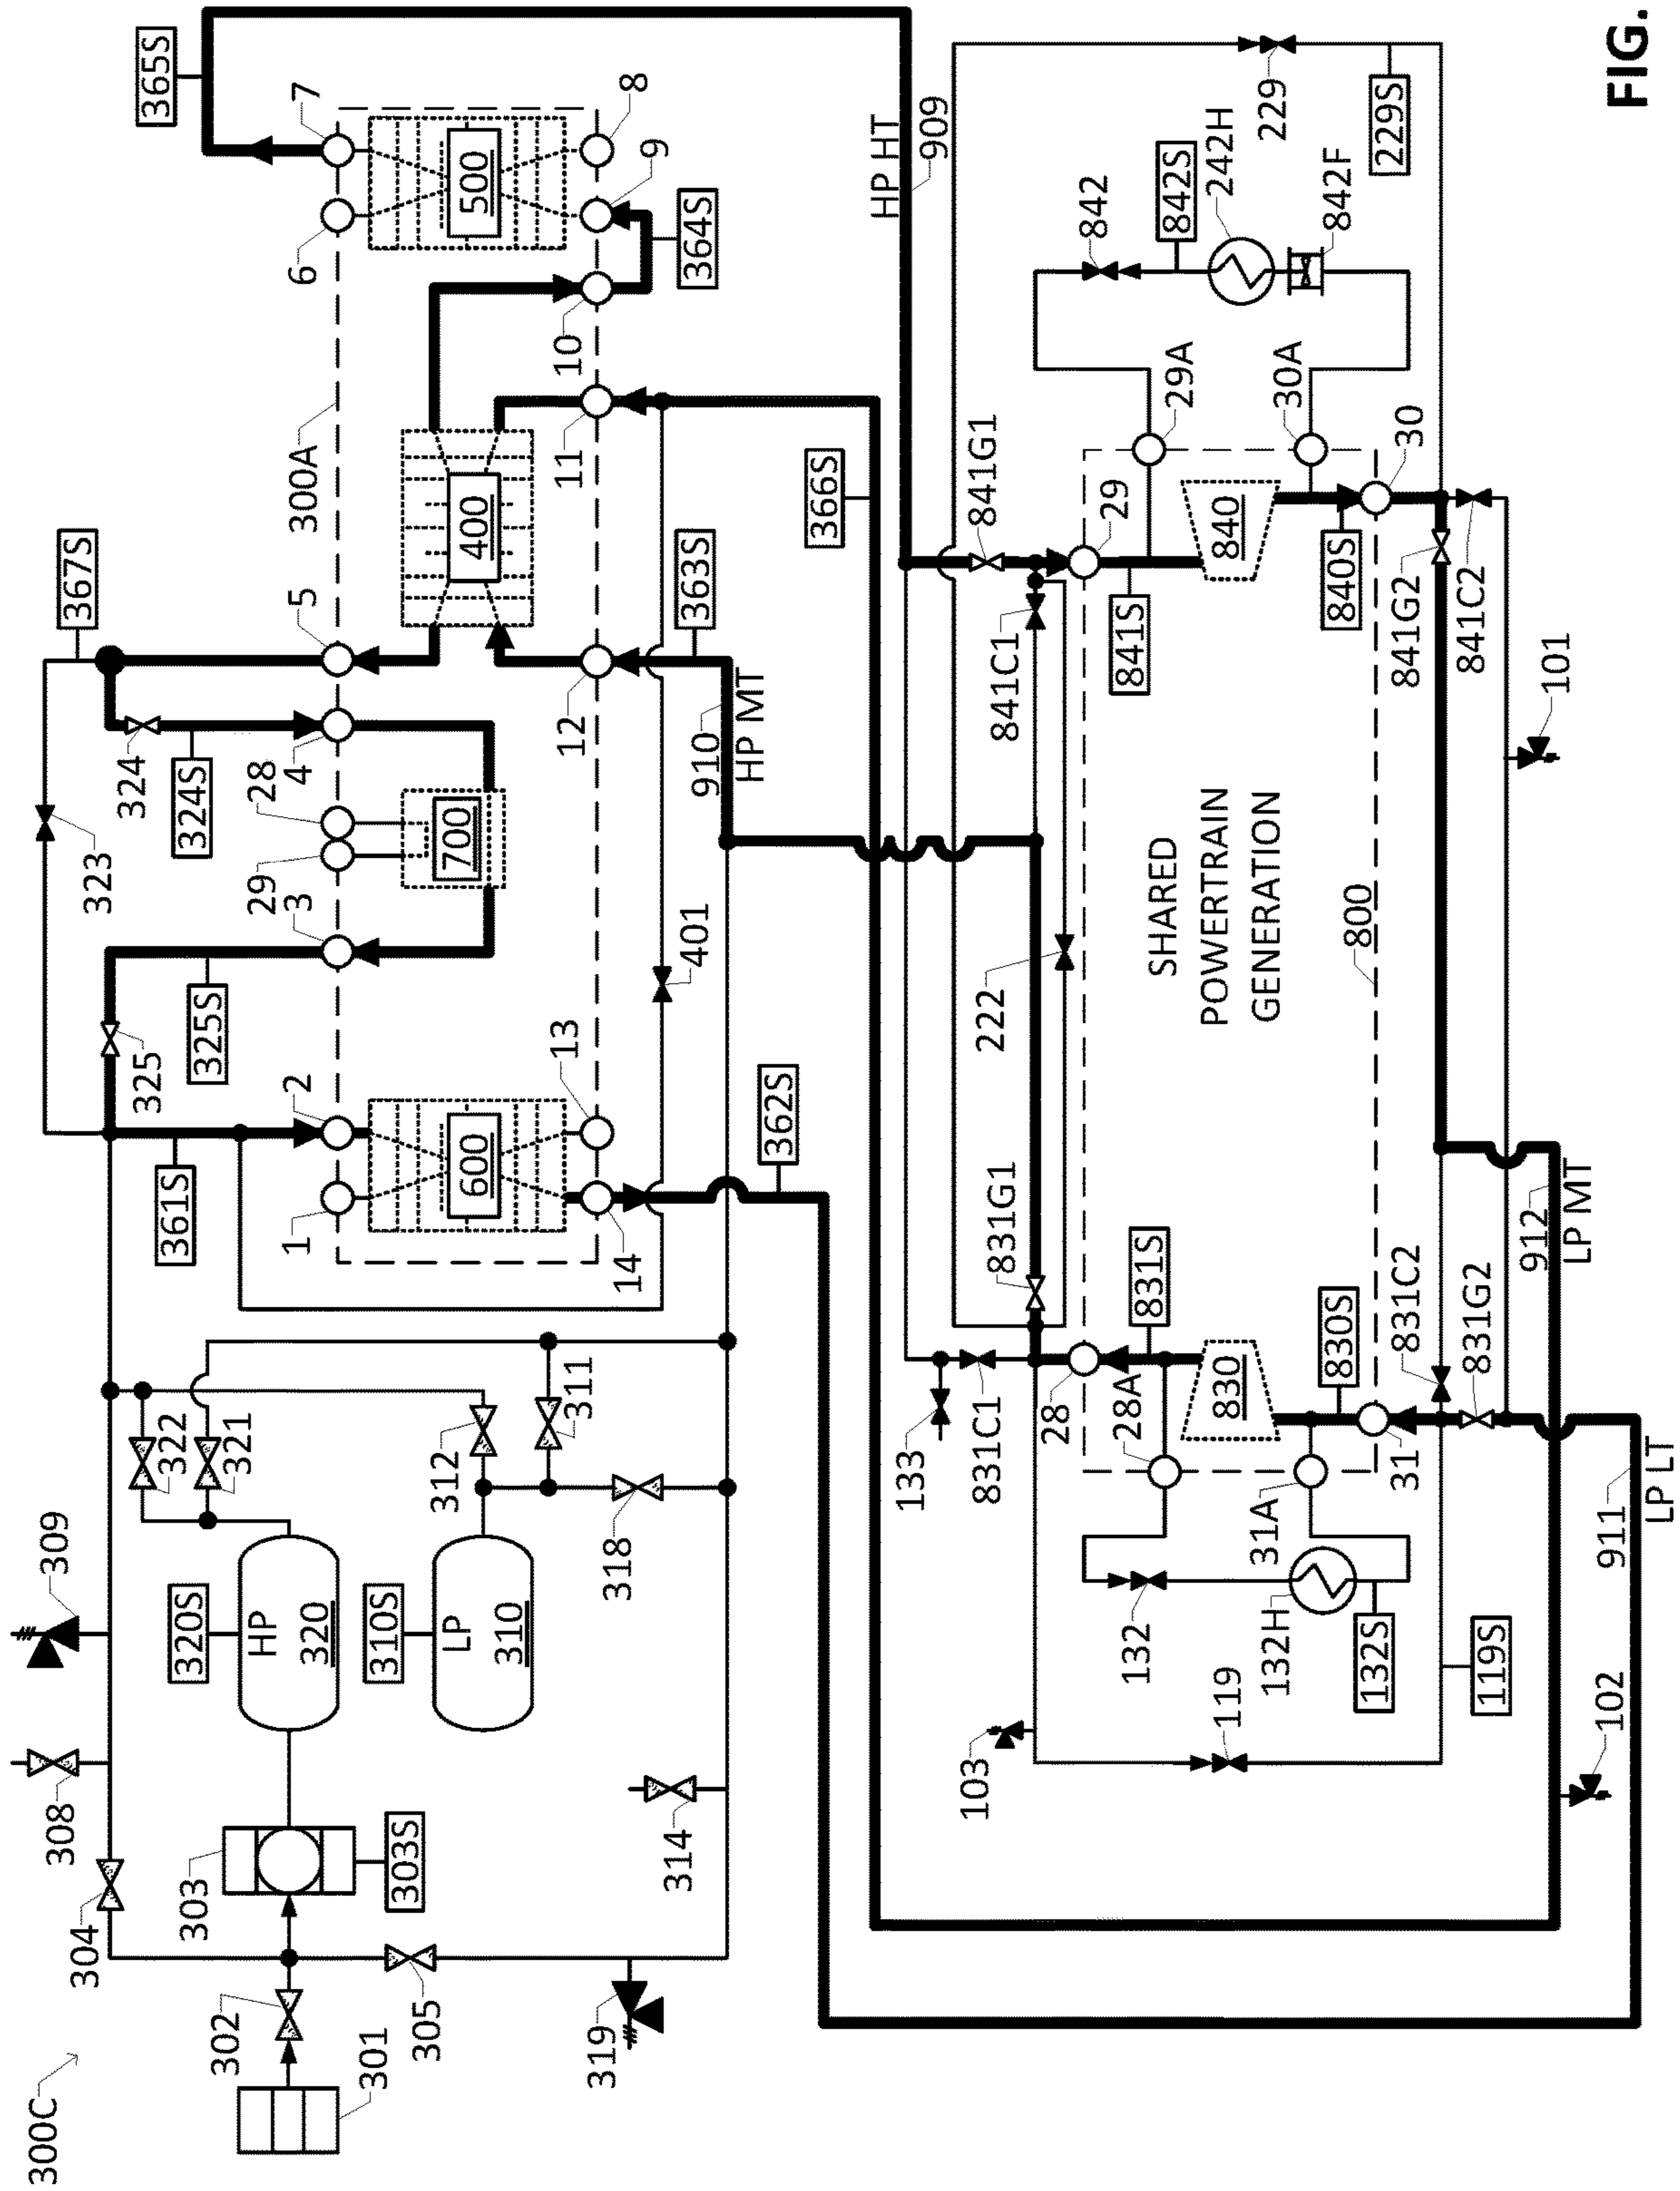 300C
301
302
303
303S
304
305
308
309
319
314
HP
320
320S
LP
310
310S
318
312
311
322
321
361S
325
325S
323
324
324S
367S
300A
365S
1
2
3
29
28
4
5
6
7
8
9
10
11
12
13
14
600
700
400
500
364S
363S
362S
401
366S
910
HP MT
HP HT
909
133
831C1
831G1
222
841C1
841G1
28
28A
831S
830
830S
31
31A
132
132H
132S
103
119
119S
102
831C2
831G2
911
LP LT
912
LP MT
SHARED
POWERTRAIN
GENERATION
800
29
29A
841S
840
840S
30
30A
841G2
841C2
101
842
842S
242H
842F
229
229S
FIG.